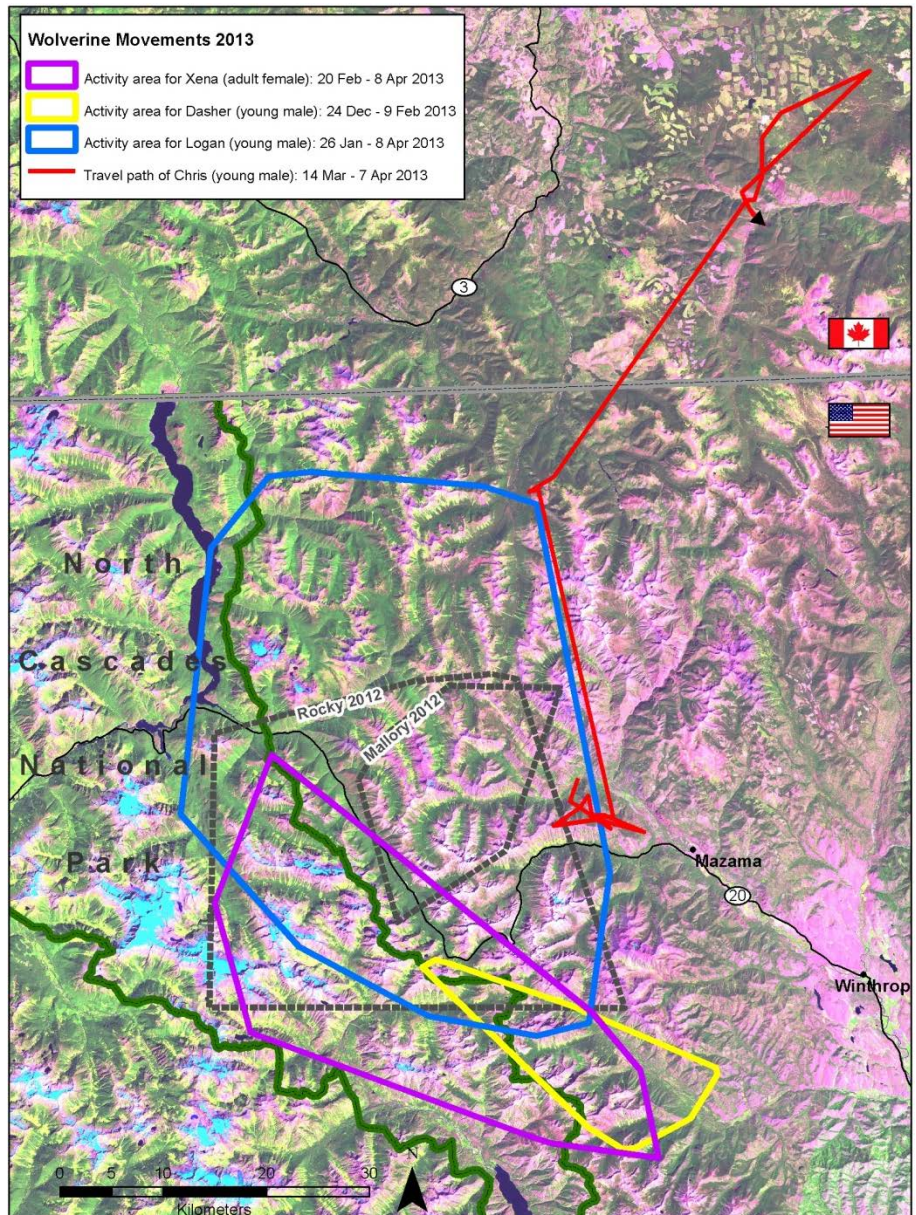 Wolverine Movements 2013
Activity area for Xena (adult female): 20 Feb - 8 Apr 2013
Activity area for Dasher (young male): 24 Dec - 9 Feb 2013
Activity area for Logan (young male): 26 Jan - 8 Apr 2013
Travel path of Chris (young male): 14 Mar - 7 Apr 2013
3
North
Cascades
National
Park
Rocky 2012
Mallory 2012
Mazama
20
Winthrop
N
0 10 20 30
Kilometers